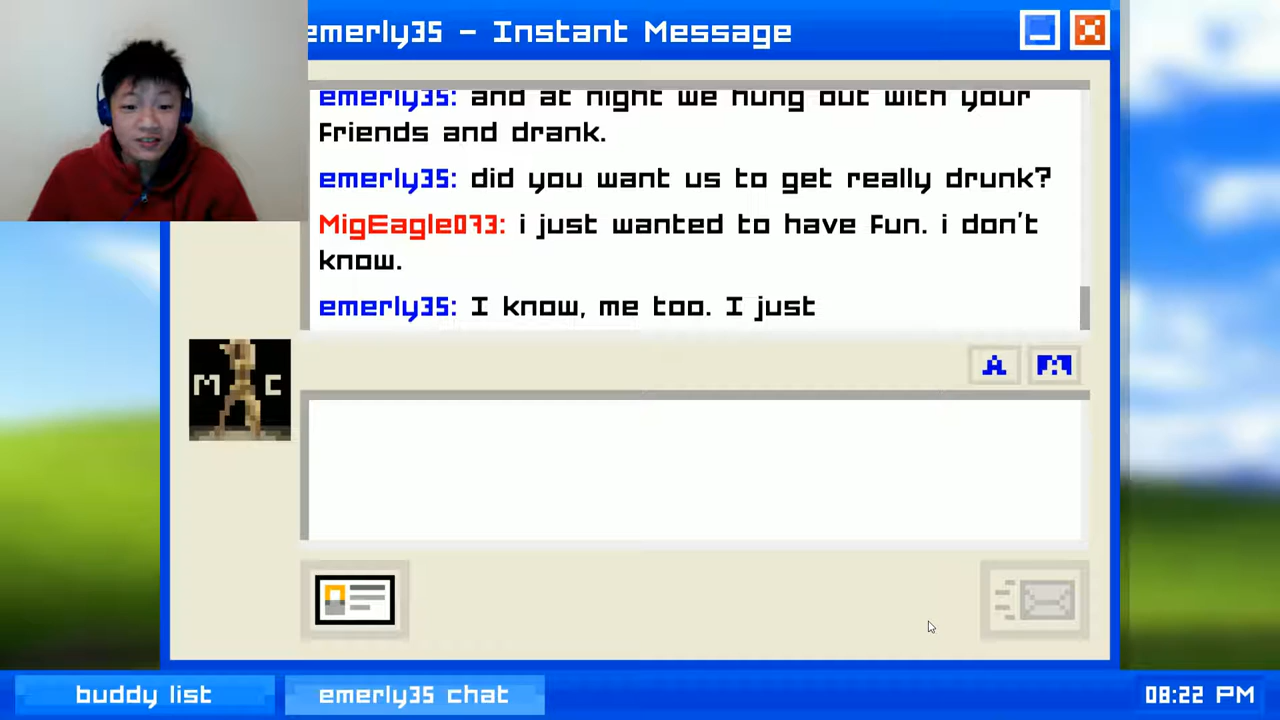 emerly35 - Instant Message
emerly35: and at night we hung out with your
friends and drank.
emerly35: did you want us to get really drunk?
MigEagle073: i just wanted to have fun. i don't
know.
emerly35: I know, me too. I just
M C
A
buddy list
emerly35 chat
08:22 PM